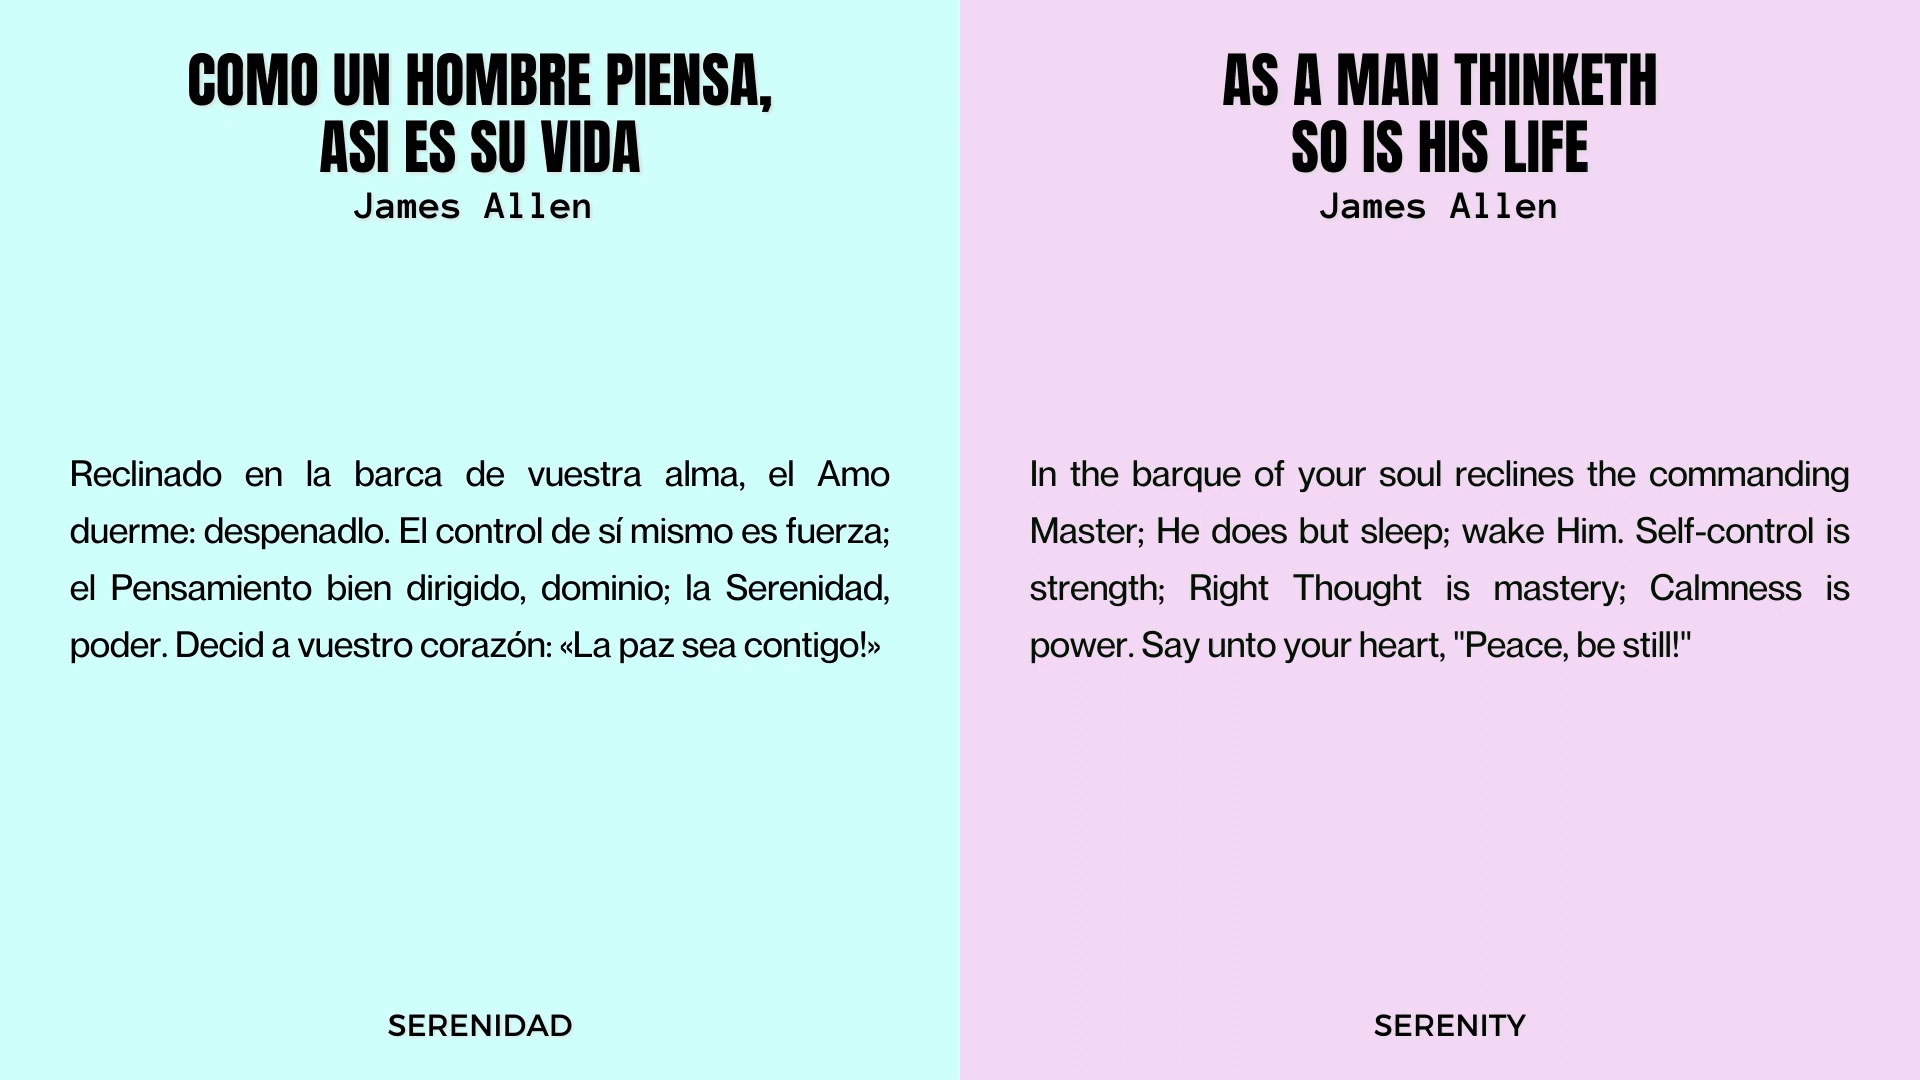 COMO UN HOMBRE PIENSA,
ASI ES SU VIDA
James Allen
Reclinado en la barca de vuestra alma, el Amo
duerme: despenadlo. El control de sí mismo es fuerza;
el Pensamiento bien dirigido, dominio; la Serenidad,
poder. Decid a vuestro corazón: «La paz sea contigo!»
SERENIDAD
AS A MAN THINKETH
SO IS HIS LIFE
James Allen
In the barque of your soul reclines the commanding
Master; He does but sleep; wake Him. Self-control is
strength; Right Thought is mastery; Calmness is
power. Say unto your heart, "Peace, be still!"
SERENITY